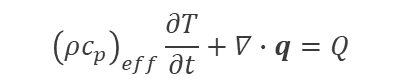 (ρc_p)_eff ∂T/∂t + ∇ · q = Q